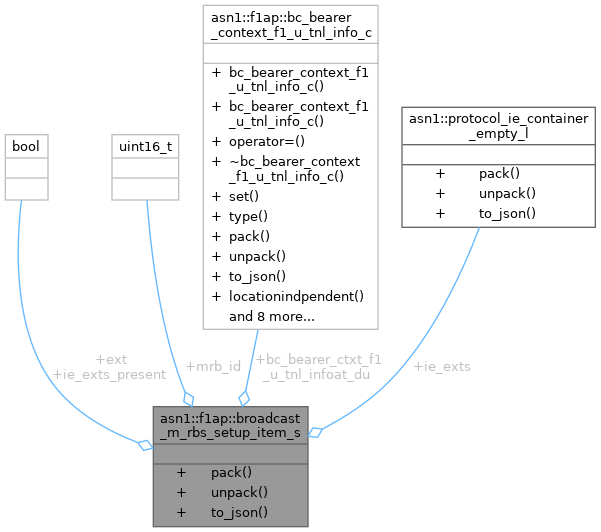 asn1::f1ap::bc_bearer
_context_f1_u_tnl_info_c
+ bc_bearer_context_f1
_u_tnl_info_c()
+ bc_bearer_context_f1
_u_tnl_info_c()
+ operator=()
+ ~bc_bearer_context
_f1_u_tnl_info_c()
+ set()
+ type()
+ pack()
+ unpack()
+ to_json()
+ locationindpendent()
and 8 more...
bool
uint16_t
asn1::protocol_ie_container
_empty_l
+ pack()
+ unpack()
+ to_json()
+ext
+ie_exts_present
+mrb_id
+bc_bearer_ctxt_f1
_u_tnl_infoat_du
+ie_exts
asn1::f1ap::broadcast
_m_rbs_setup_item_s
+ pack()
+ unpack()
+ to_json()